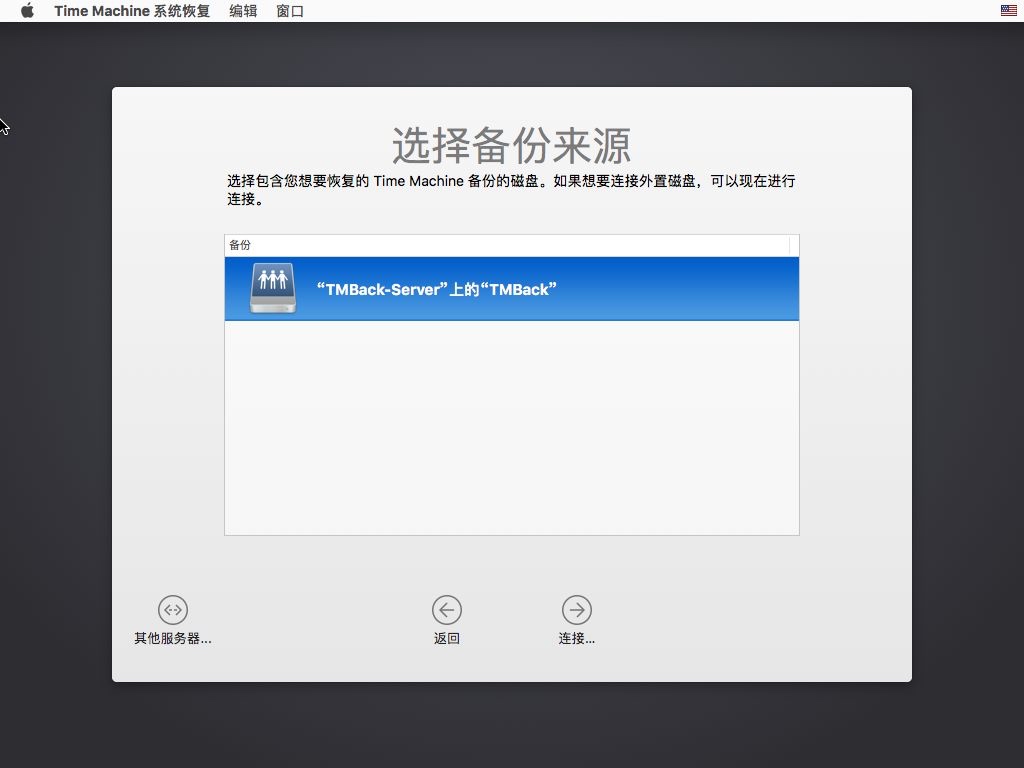 Time Machine 系统恢复 编辑 窗口
选择备份来源
选择包含您想要恢复的 Time Machine 备份的磁盘。如果想要连接外置磁盘，可以现在进行
连接。
备份
“TMBack-Server”上的“TMBack”
其他服务器... 返回 连接...